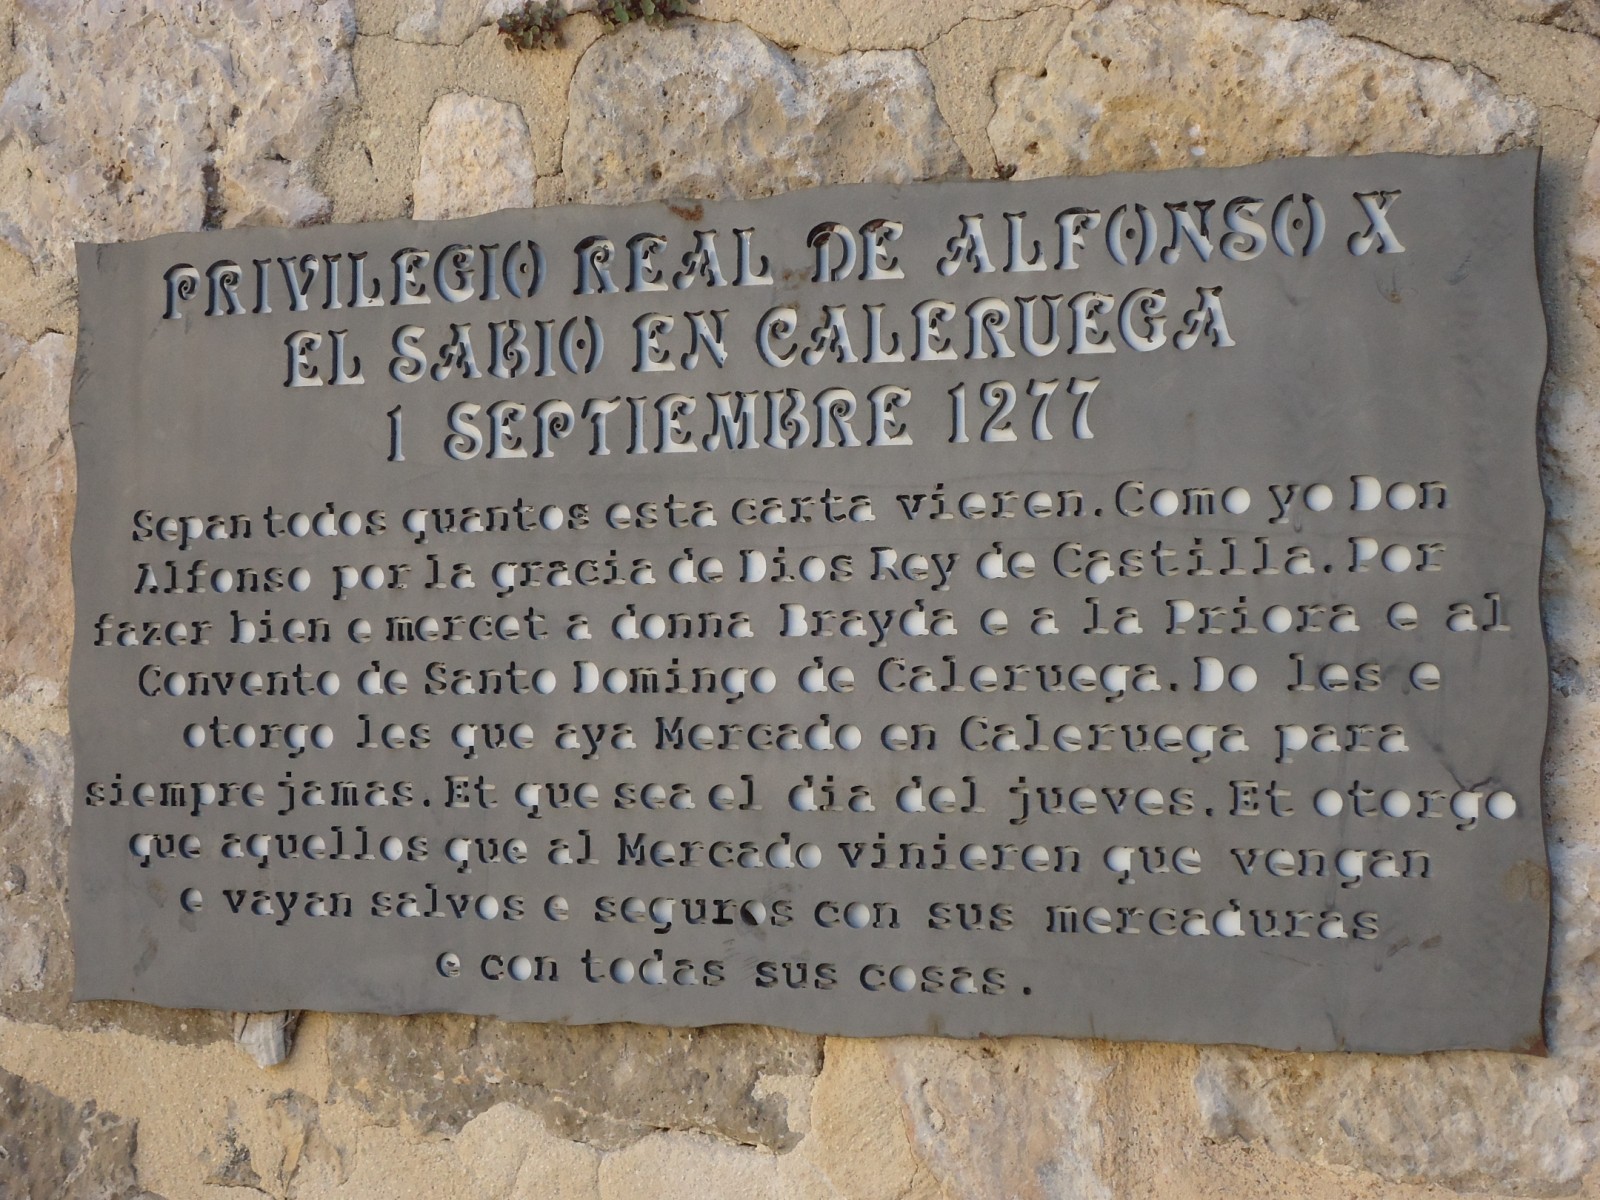 PRIVILEGIO REAL DE ALFONSO X
EL SABIO EN CALERUEGA
1 SEPTIEMBRE 1277
Sepan todos quantos esta carta vieren. Como yo Don
Alfonso por la gracia de Dios Rey de Castilla. Por
fazer bien e mercet a donna Brayda e a la Priora e al
Convento de Santo Domingo de Caleruega. Do les e
otorgo les que aya Mercado en Caleruega para
siempre jamas. Et que sea el dia del jueves. Et otorgo
que aquellos que al Mercado vinieren que vengan
e vayan salvos e seguros con sus mercaduras
e con todas sus cosas.